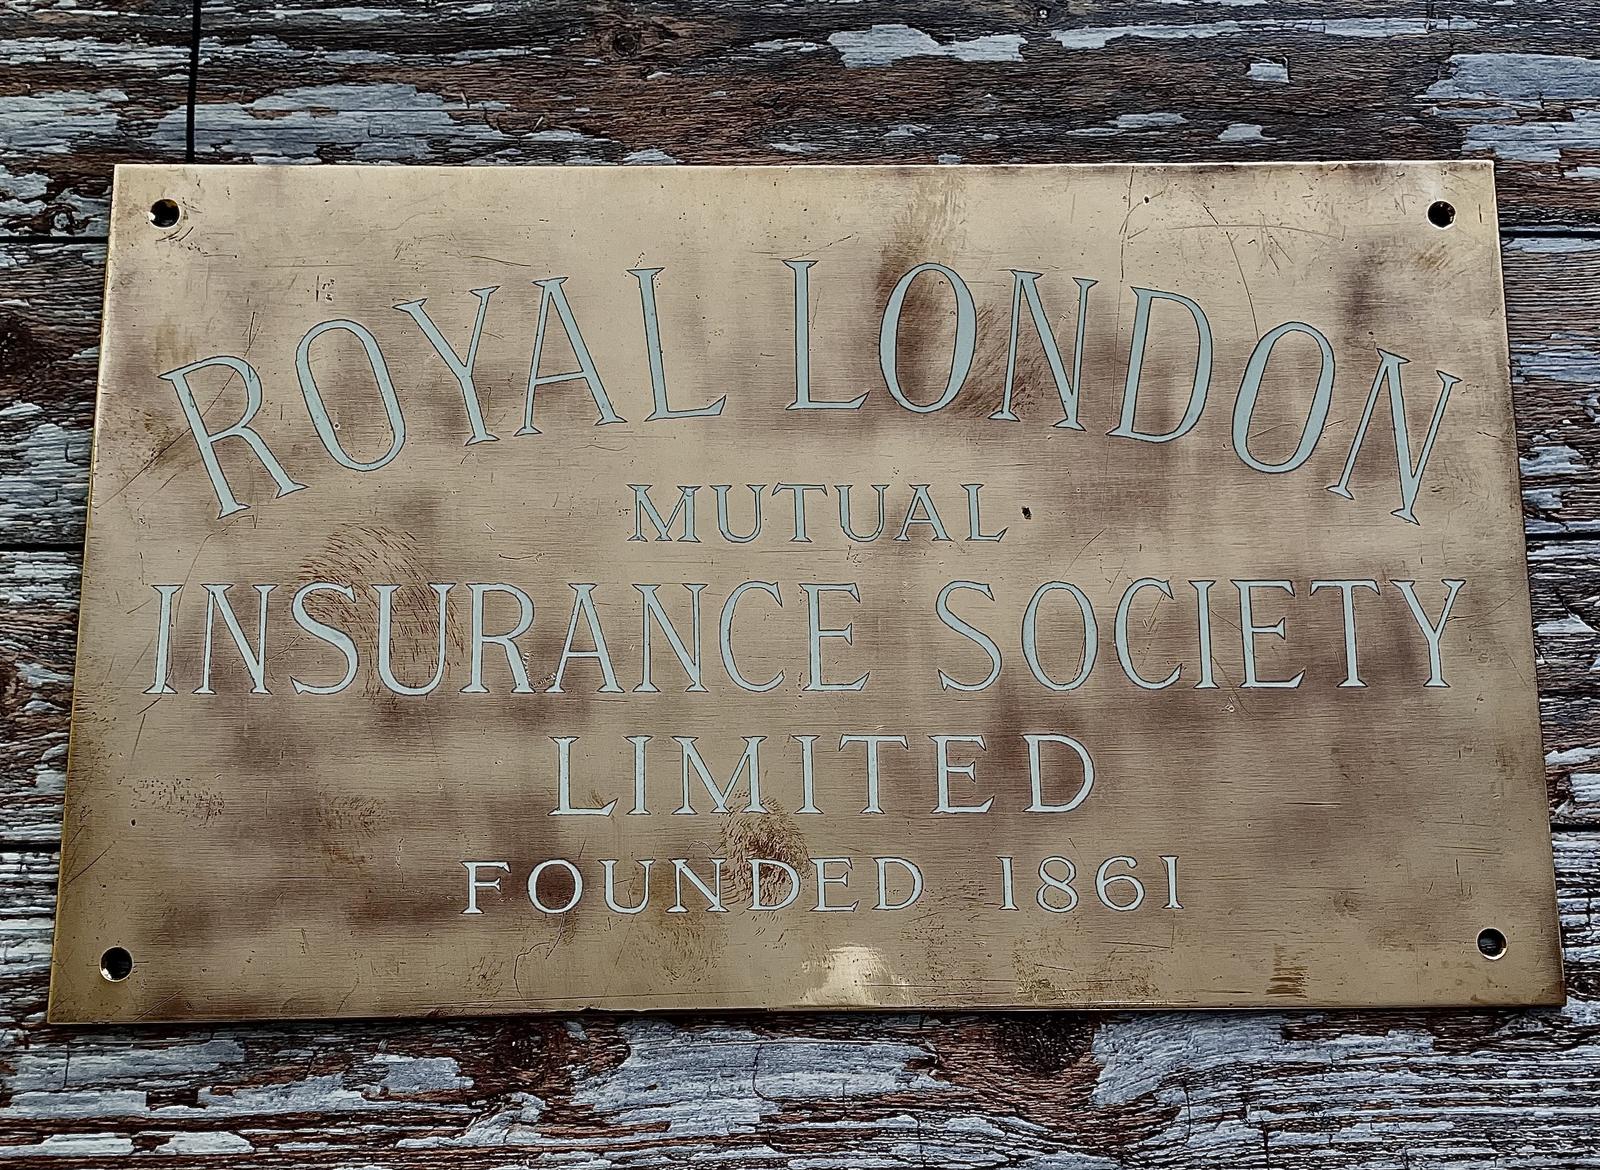 ROYAL LONDON
MUTUAL
INSURANCE SOCIETY
LIMITED
FOUNDED 1861